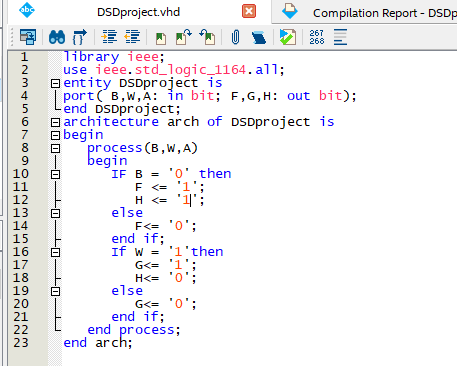 DSDproject.vhd
Compilation Report - DSDp
abc
267
268
1 library ieee;
2 use ieee.std_logic_1164.all;
3 entity DSDproject is
4 port( B,W,A: in bit; F,G,H: out bit);
5 end DSDproject;
6 architecture arch of DSDproject is
7 begin
8 process(B,W,A)
9 begin
10 IF B = '0' then
11 F <= '1';
12 H <= '1';
13 else
14 F<= '0';
15 end if;
16 If W = '1'then
17 G<= '1';
18 H<= '0';
19 else
20 G<= '0';
21 end if;
22 end process;
23 end arch;